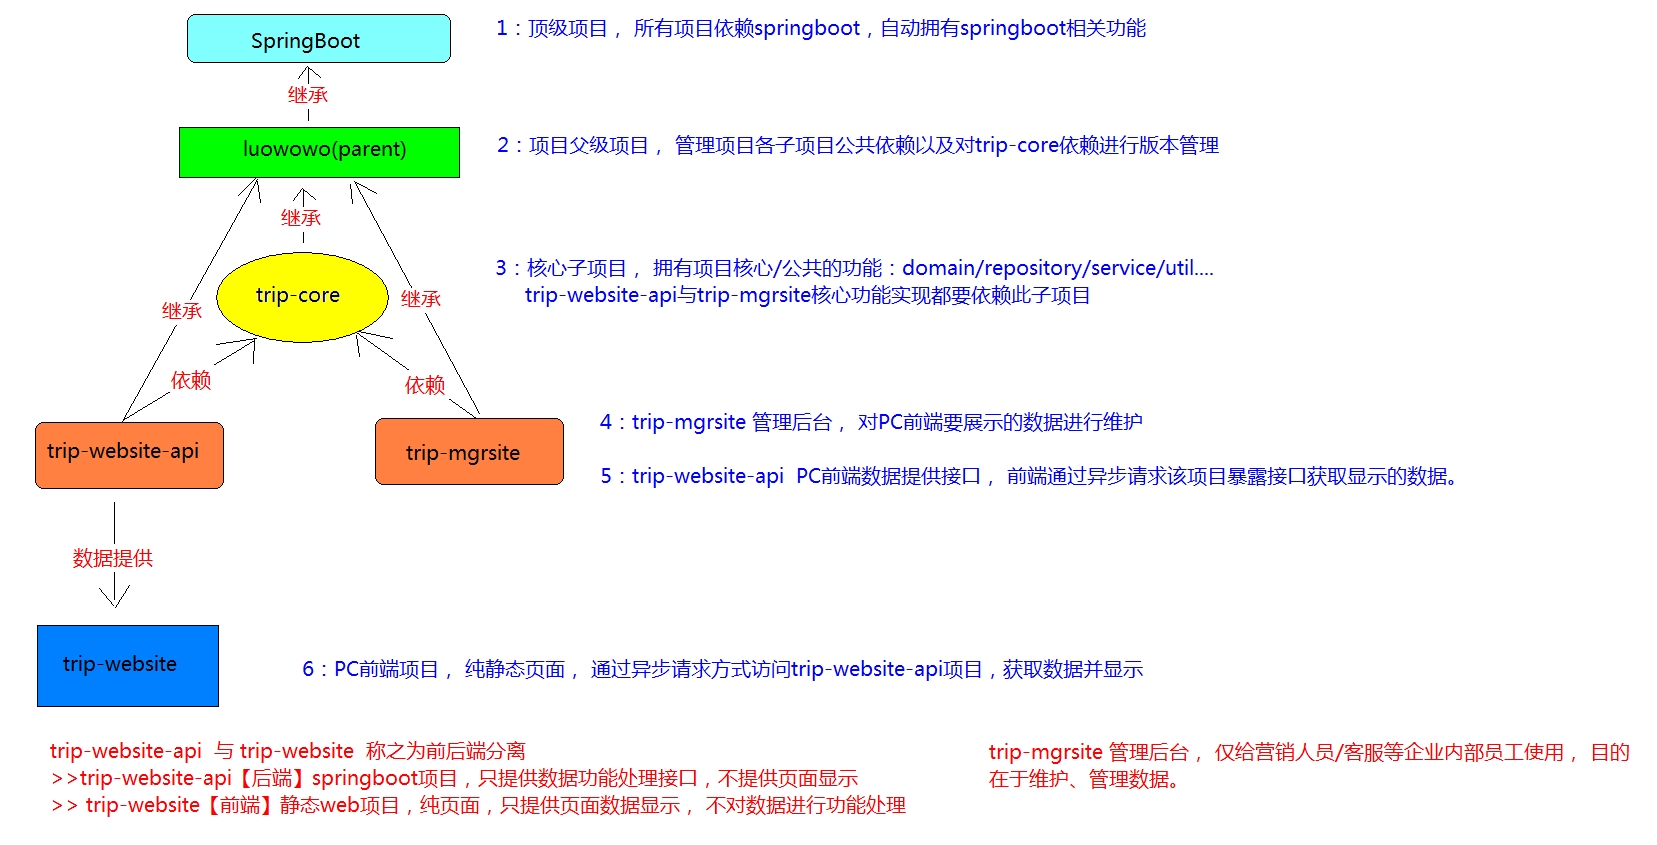 SpringBoot
1：顶级项目， 所有项目依赖springboot，自动拥有springboot相关功能
继承
luowowo(parent)
2：项目父级项目， 管理项目各子项目公共依赖以及对trip-core依赖进行版本管理
继承
3：核心子项目， 拥有项目核心/公共的功能：domain/repository/service/util....
trip-website-api与trip-mgrsite核心功能实现都要依赖此子项目
trip-core
继承
继承
依赖
依赖
4：trip-mgrsite 管理后台， 对PC前端要展示的数据进行维护
trip-website-api
trip-mgrsite
5：trip-website-api  PC前端数据提供接口， 前端通过异步请求该项目暴露接口获取显示的数据。
数据提供
trip-website
6：PC前端项目， 纯静态页面， 通过异步请求方式访问trip-website-api项目，获取数据并显示
trip-website-api  与 trip-website  称之为前后端分离
>>trip-website-api【后端】springboot项目，只提供数据功能处理接口，不提供页面显示
>> trip-website【前端】静态web项目，纯页面，只提供页面数据显示， 不对数据进行功能处理
trip-mgrsite 管理后台， 仅给营销人员/客服等企业内部员工使用， 目的
在于维护、管理数据。